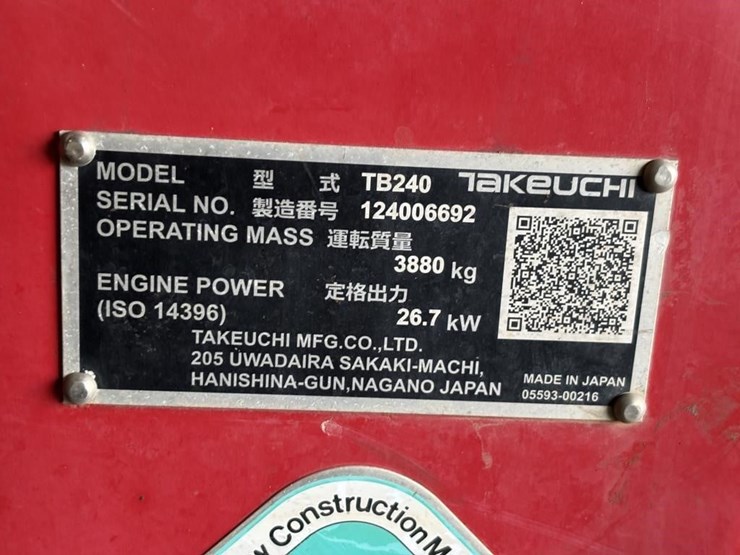 MODEL 型 式 TB240 TAKEUCHI
SERIAL NO. 製造番号 124006692
OPERATING MASS 運転質量
3880 kg
ENGINE POWER 定格出力
(ISO 14396) 26.7 kW
TAKEUCHI MFG.CO.,LTD.
205 UWADAIRA SAKAKI-MACHI,
HANISHINA-GUN,NAGANO JAPAN
MADE IN JAPAN
05593-00216
Construction